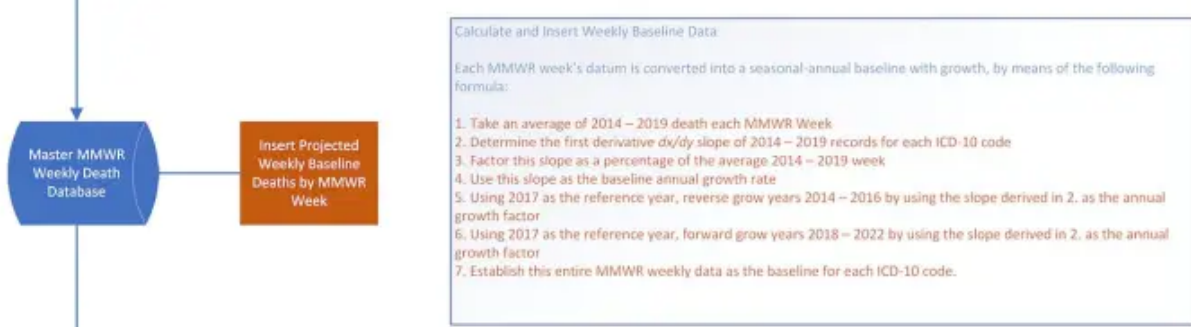 Master MMWR
Weekly Death
Database
Insert Projected
Weekly Baseline
Deaths by MMWR
Week
Calculate and Insert Weekly Baseline Data
Each MMWR week's datum is converted into a seasonal-annual baseline with growth, by means of the following
formula:
1. Take an average of 2014 – 2019 death each MMWR Week
2. Determine the first derivative dx/dy slope of 2014 – 2019 records for each ICD-10 code
3. Factor this slope as a percentage of the average 2014 – 2019 week
4. Use this slope as the baseline annual growth rate
5. Using 2017 as the reference year, reverse grow years 2014 – 2016 by using the slope derived in 2. as the annual
growth factor
6. Using 2017 as the reference year, forward grow years 2018 – 2022 by using the slope derived in 2. as the annual
growth factor
7. Establish this entire MMWR weekly data as the baseline for each ICD-10 code.